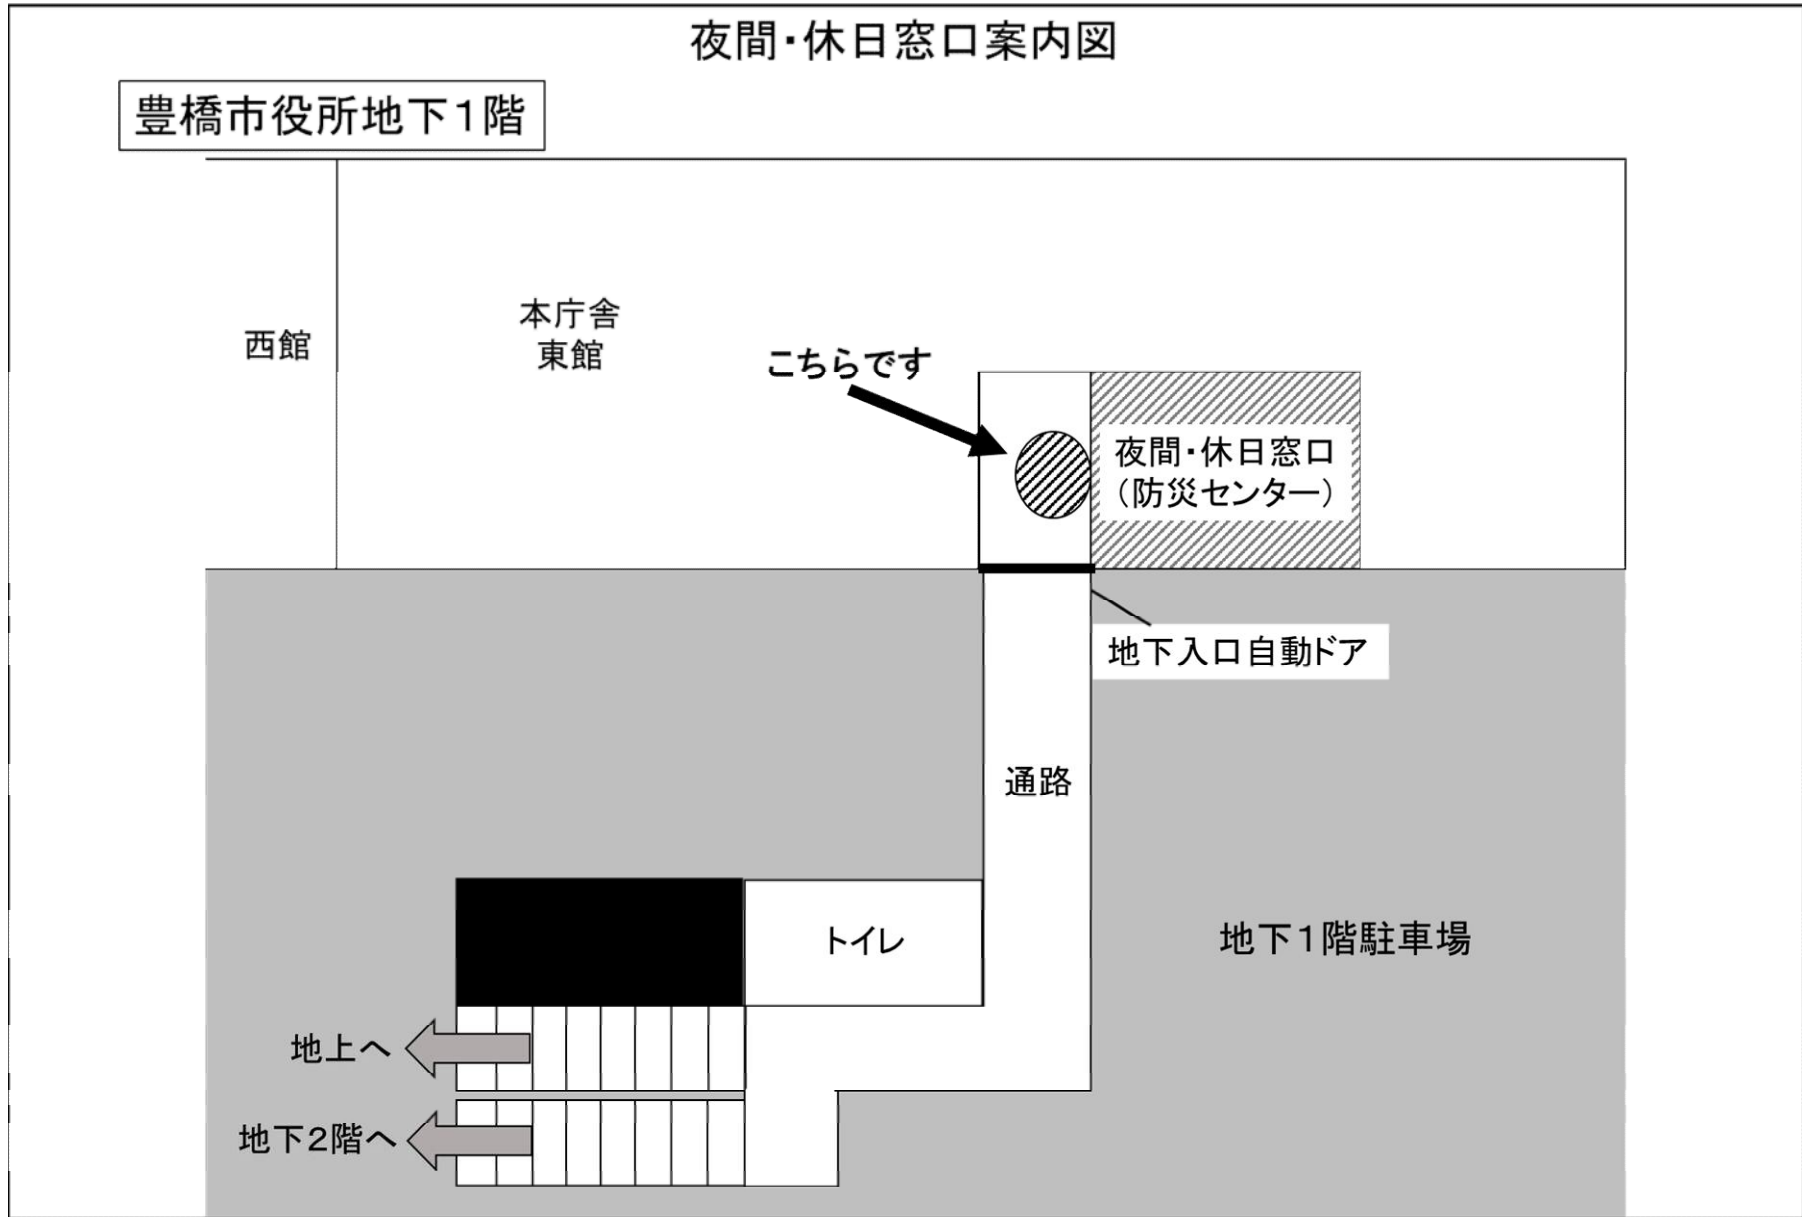 夜間・休日窓口案内図
豊橋市役所地下１階
西館
本庁舎
東館
こちらです
夜間・休日窓口
（防災センター）
地下入口自動ドア
通路
トイレ
地下１階駐車場
地上へ
地下２階へ